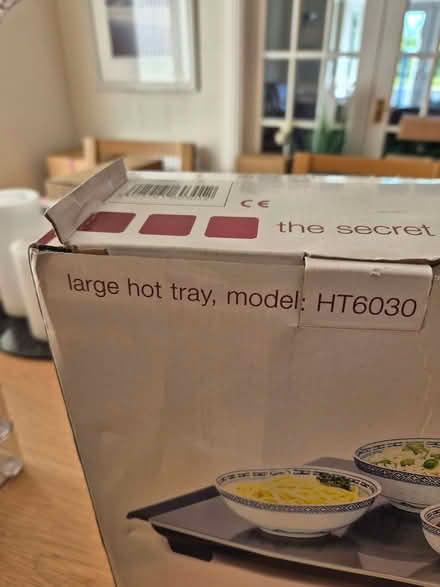 CE
the secret
large hot tray, model: HT6030